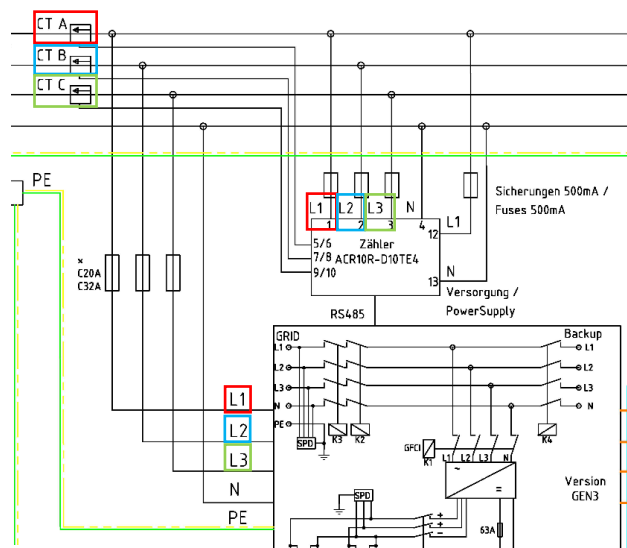 CT A
CT B
CT C
PE
L1 L2 L3 N
1 2 3 4
Sicherungen 500mA /
Fuses 500mA
L1
12
5/6
7/8
9/10
Zähler
ACR10R-D10TE4
N
13
Versorgung /
PowerSupply
*
C20A
C32A
RS485
GRID
Backup
L1
L2
L3
N
PE
L1
L2
L3
N
SPD
K3
K2
K4
GFCI
K1
L1 L2 L3 N
~
=
Version
GEN3
L1
L2
L3
N
PE
SPD
+
+
−
63A